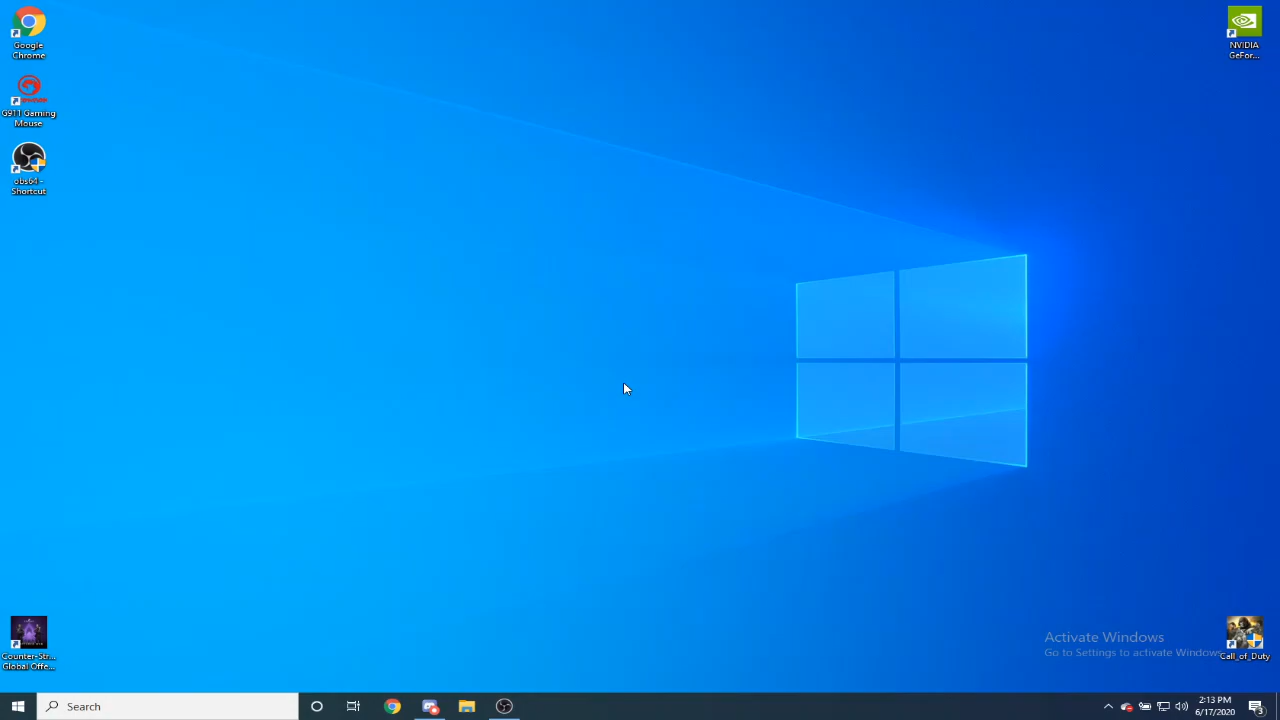 Google
Chrome
G911 Gaming
Mouse
obs64 -
Shortcut
NVIDIA
GeFor...
Counter-Str...
Global Offe...
Activate Windows
Go to Settings to activate Windows.
Call_of_Duty
Search
2:13 PM
6/17/2020
3